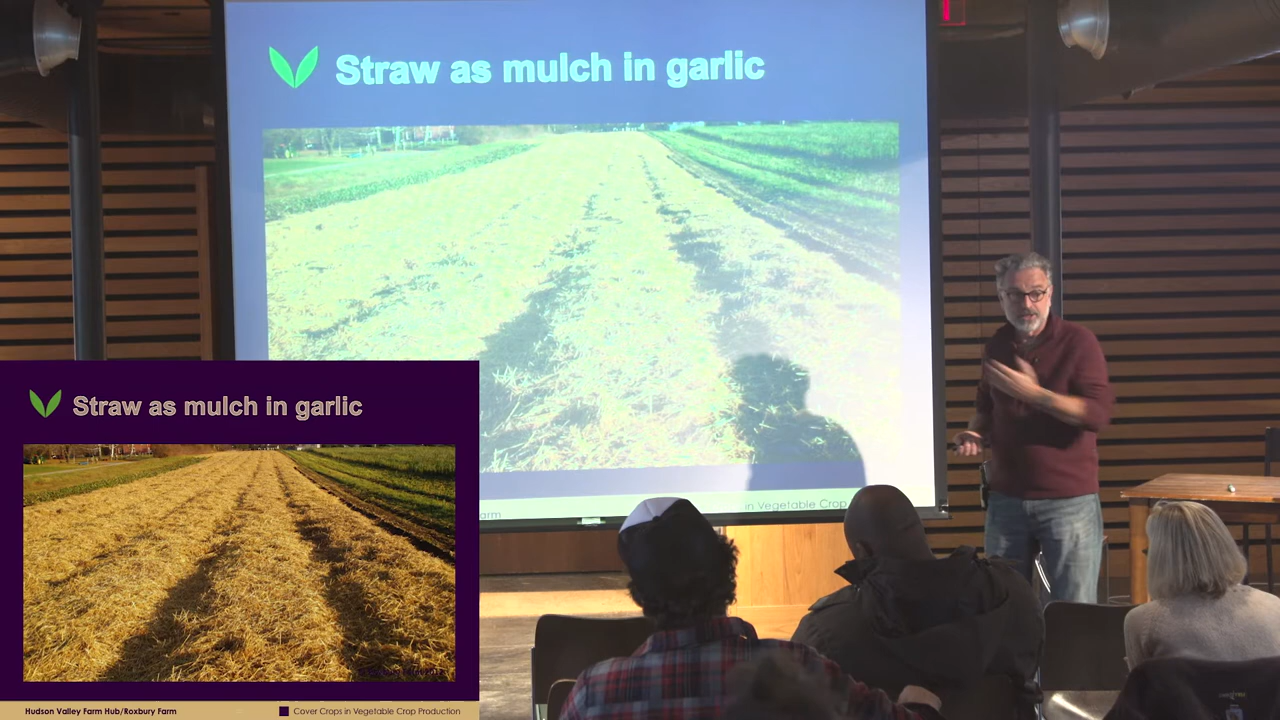 Straw as mulch in garlic
arm
in Vegetable Crop
Straw as mulch in garlic
Hudson Valley Farm Hub/Roxbury Farm
Cover Crops in Vegetable Crop Production